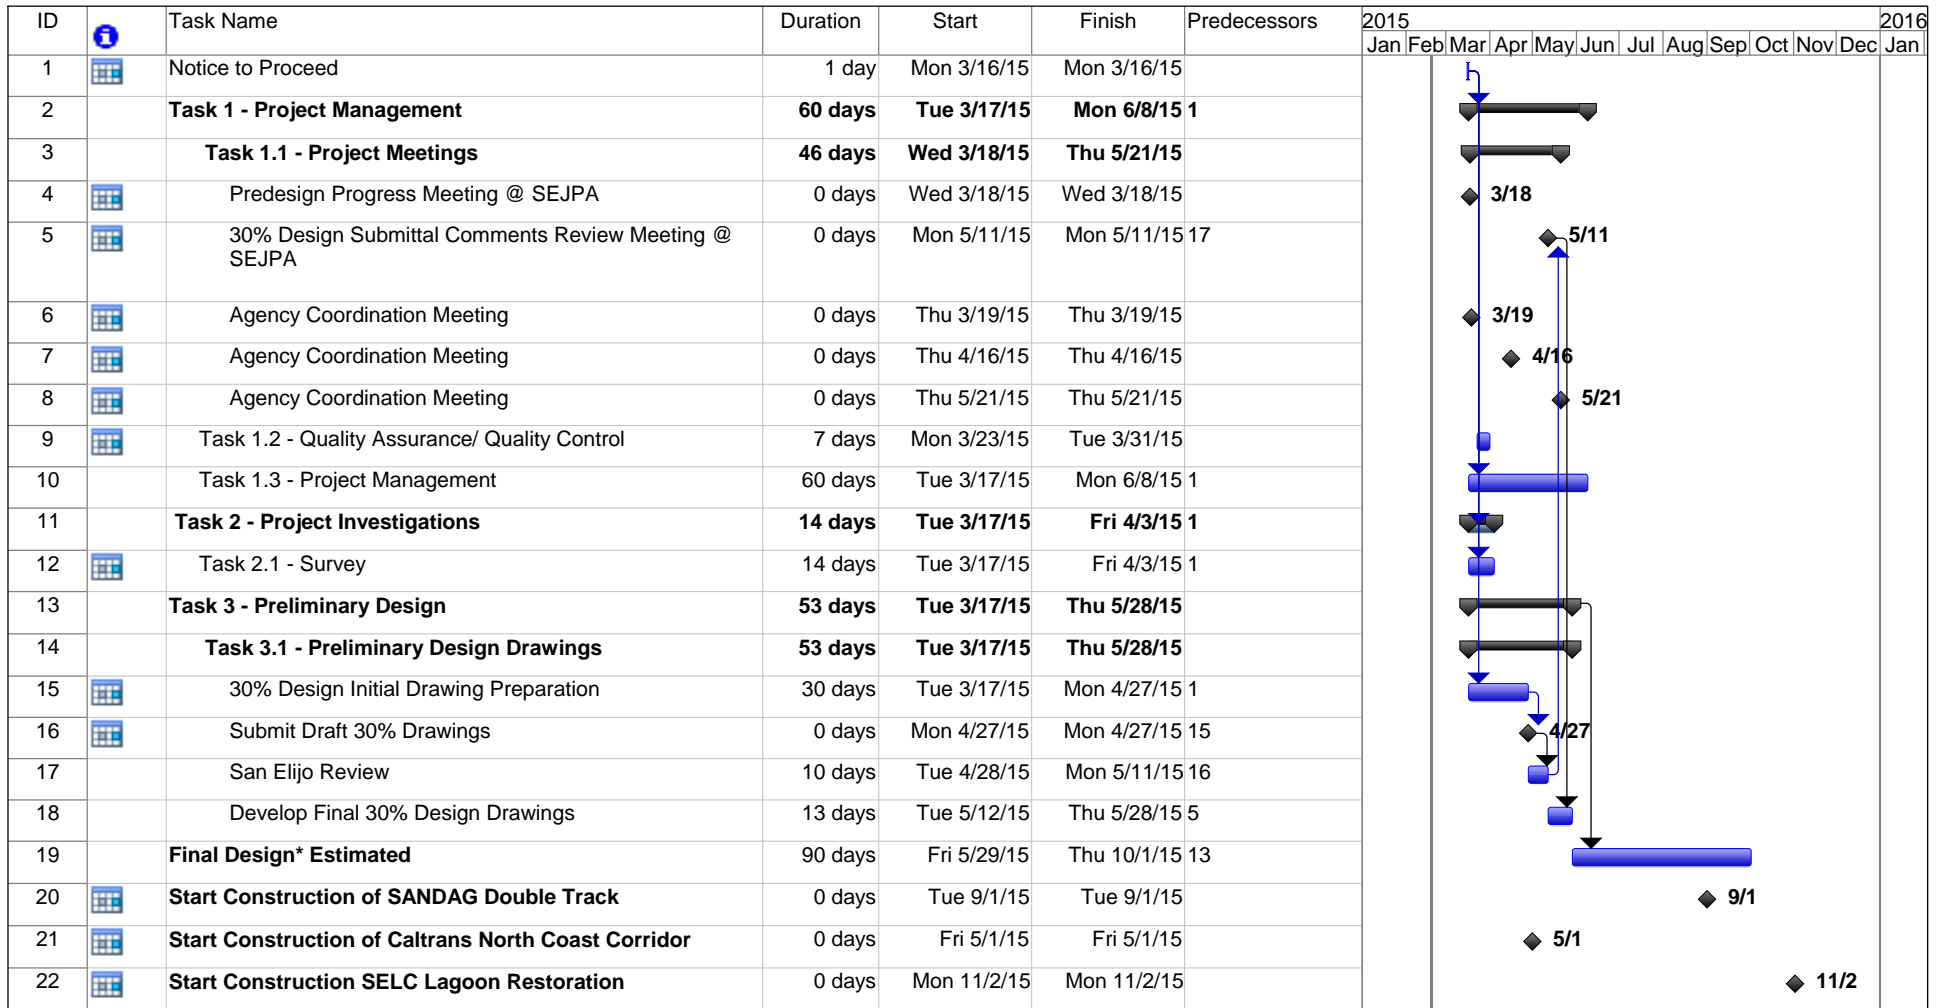 ID Task Name Duration Start Finish Predecessors 2015 2016
Jan Feb Mar Apr May Jun Jul Aug Sep Oct Nov Dec Jan
1 Notice to Proceed 1 day Mon 3/16/15 Mon 3/16/15
2 Task 1 - Project Management 60 days Tue 3/17/15 Mon 6/8/15 1
3 Task 1.1 - Project Meetings 46 days Wed 3/18/15 Thu 5/21/15
4 Predesign Progress Meeting @ SEJPA 0 days Wed 3/18/15 Wed 3/18/15 3/18
5 30% Design Submittal Comments Review Meeting @ 0 days Mon 5/11/15 Mon 5/11/15 17 5/11
SEJPA
6 Agency Coordination Meeting 0 days Thu 3/19/15 Thu 3/19/15 3/19
7 Agency Coordination Meeting 0 days Thu 4/16/15 Thu 4/16/15 4/16
8 Agency Coordination Meeting 0 days Thu 5/21/15 Thu 5/21/15 5/21
9 Task 1.2 - Quality Assurance/ Quality Control 7 days Mon 3/23/15 Tue 3/31/15
10 Task 1.3 - Project Management 60 days Tue 3/17/15 Mon 6/8/15 1
11 Task 2 - Project Investigations 14 days Tue 3/17/15 Fri 4/3/15 1
12 Task 2.1 - Survey 14 days Tue 3/17/15 Fri 4/3/15 1
13 Task 3 - Preliminary Design 53 days Tue 3/17/15 Thu 5/28/15
14 Task 3.1 - Preliminary Design Drawings 53 days Tue 3/17/15 Thu 5/28/15
15 30% Design Initial Drawing Preparation 30 days Tue 3/17/15 Mon 4/27/15 1
16 Submit Draft 30% Drawings 0 days Mon 4/27/15 Mon 4/27/15 15 4/27
17 San Elijo Review 10 days Tue 4/28/15 Mon 5/11/15 16
18 Develop Final 30% Design Drawings 13 days Tue 5/12/15 Thu 5/28/15 5
19 Final Design* Estimated 90 days Fri 5/29/15 Thu 10/1/15 13
20 Start Construction of SANDAG Double Track 0 days Tue 9/1/15 Tue 9/1/15 9/1
21 Start Construction of Caltrans North Coast Corridor 0 days Fri 5/1/15 Fri 5/1/15 5/1
22 Start Construction SELC Lagoon Restoration 0 days Mon 11/2/15 Mon 11/2/15 11/2